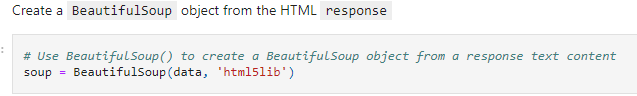 Create a BeautifulSoup object from the HTML response
# Use BeautifulSoup() to create a BeautifulSoup object from a response text content
soup = BeautifulSoup(data, 'html5lib')